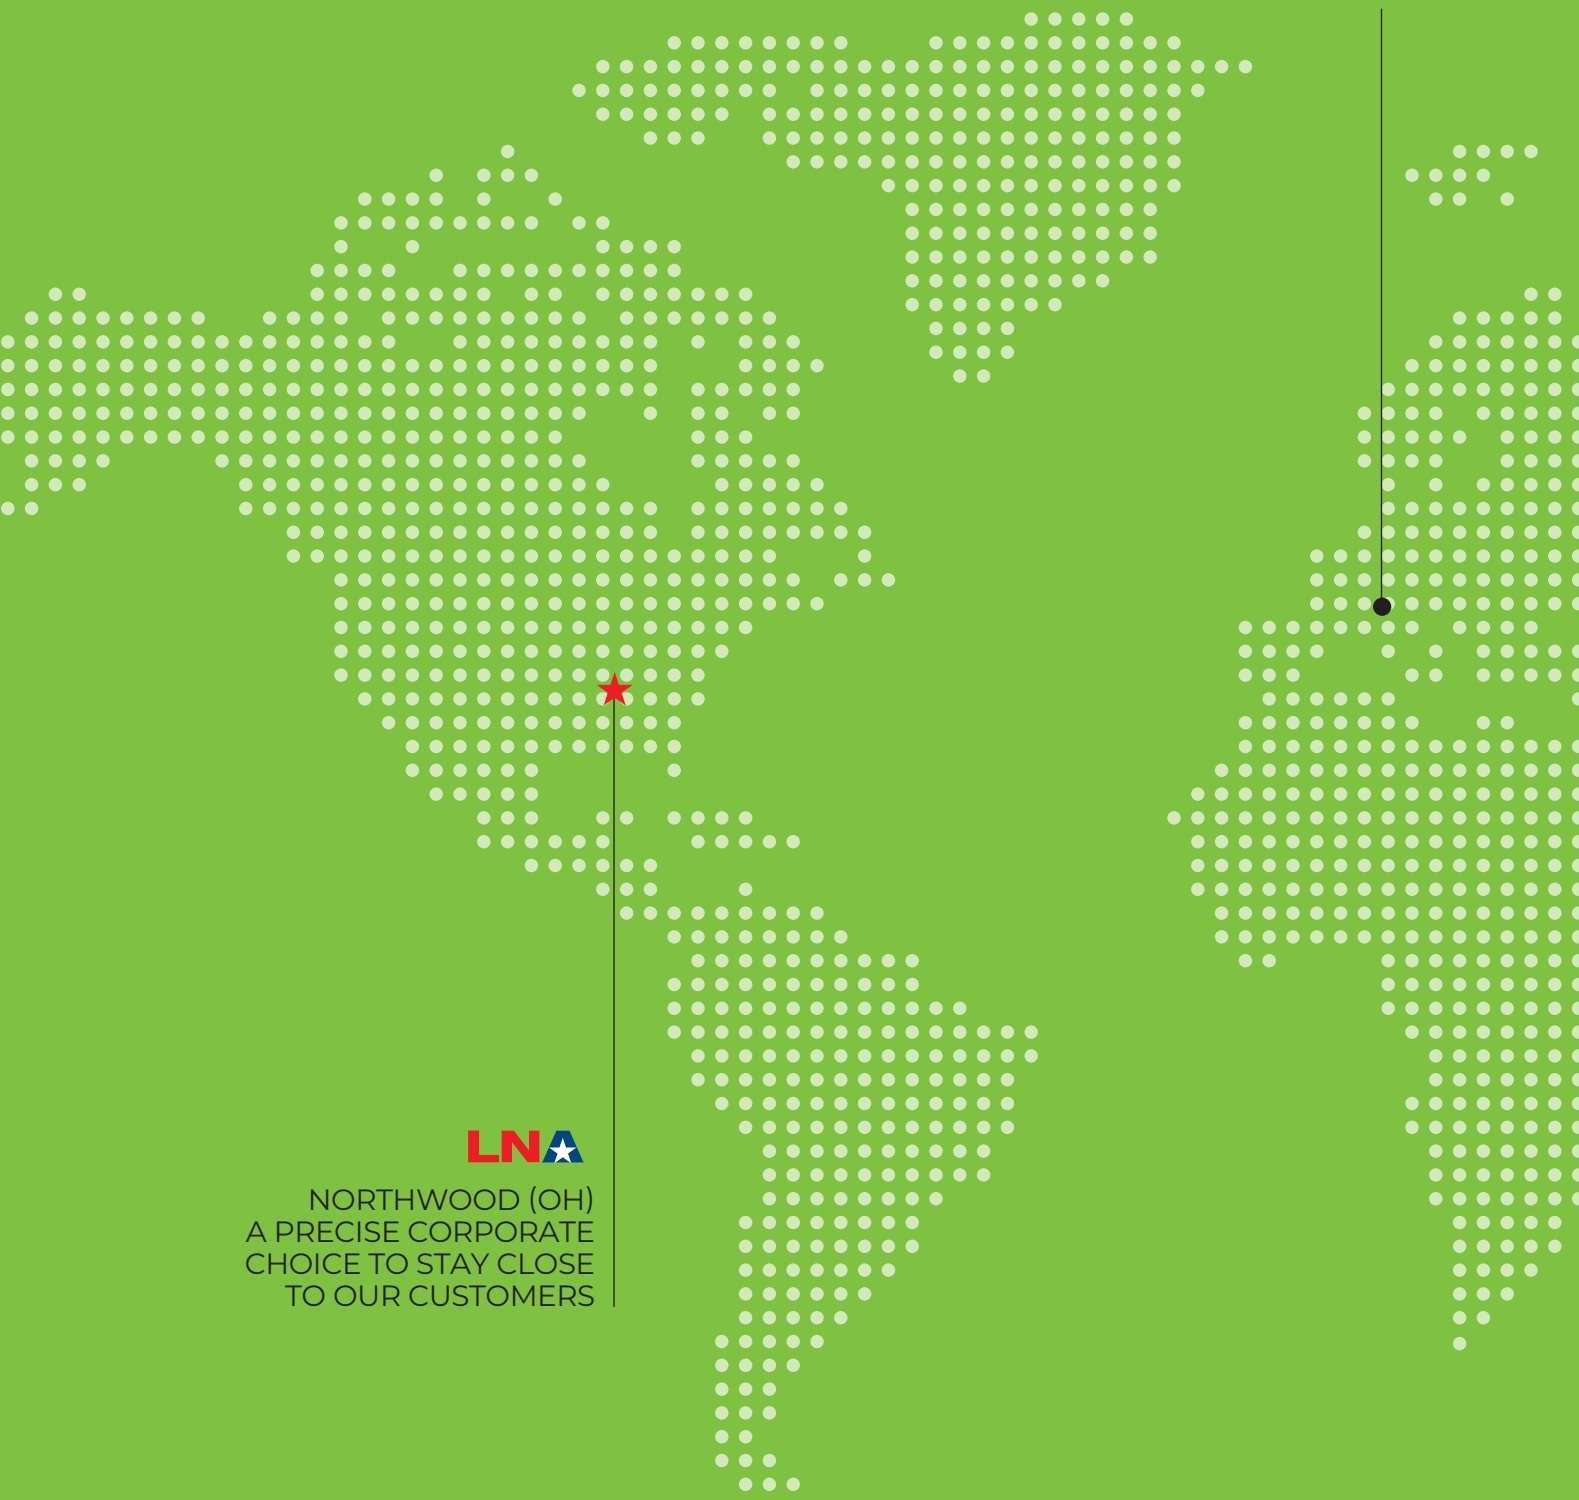 LNA
NORTHWOOD (OH)
A PRECISE CORPORATE
CHOICE TO STAY CLOSE
TO OUR CUSTOMERS